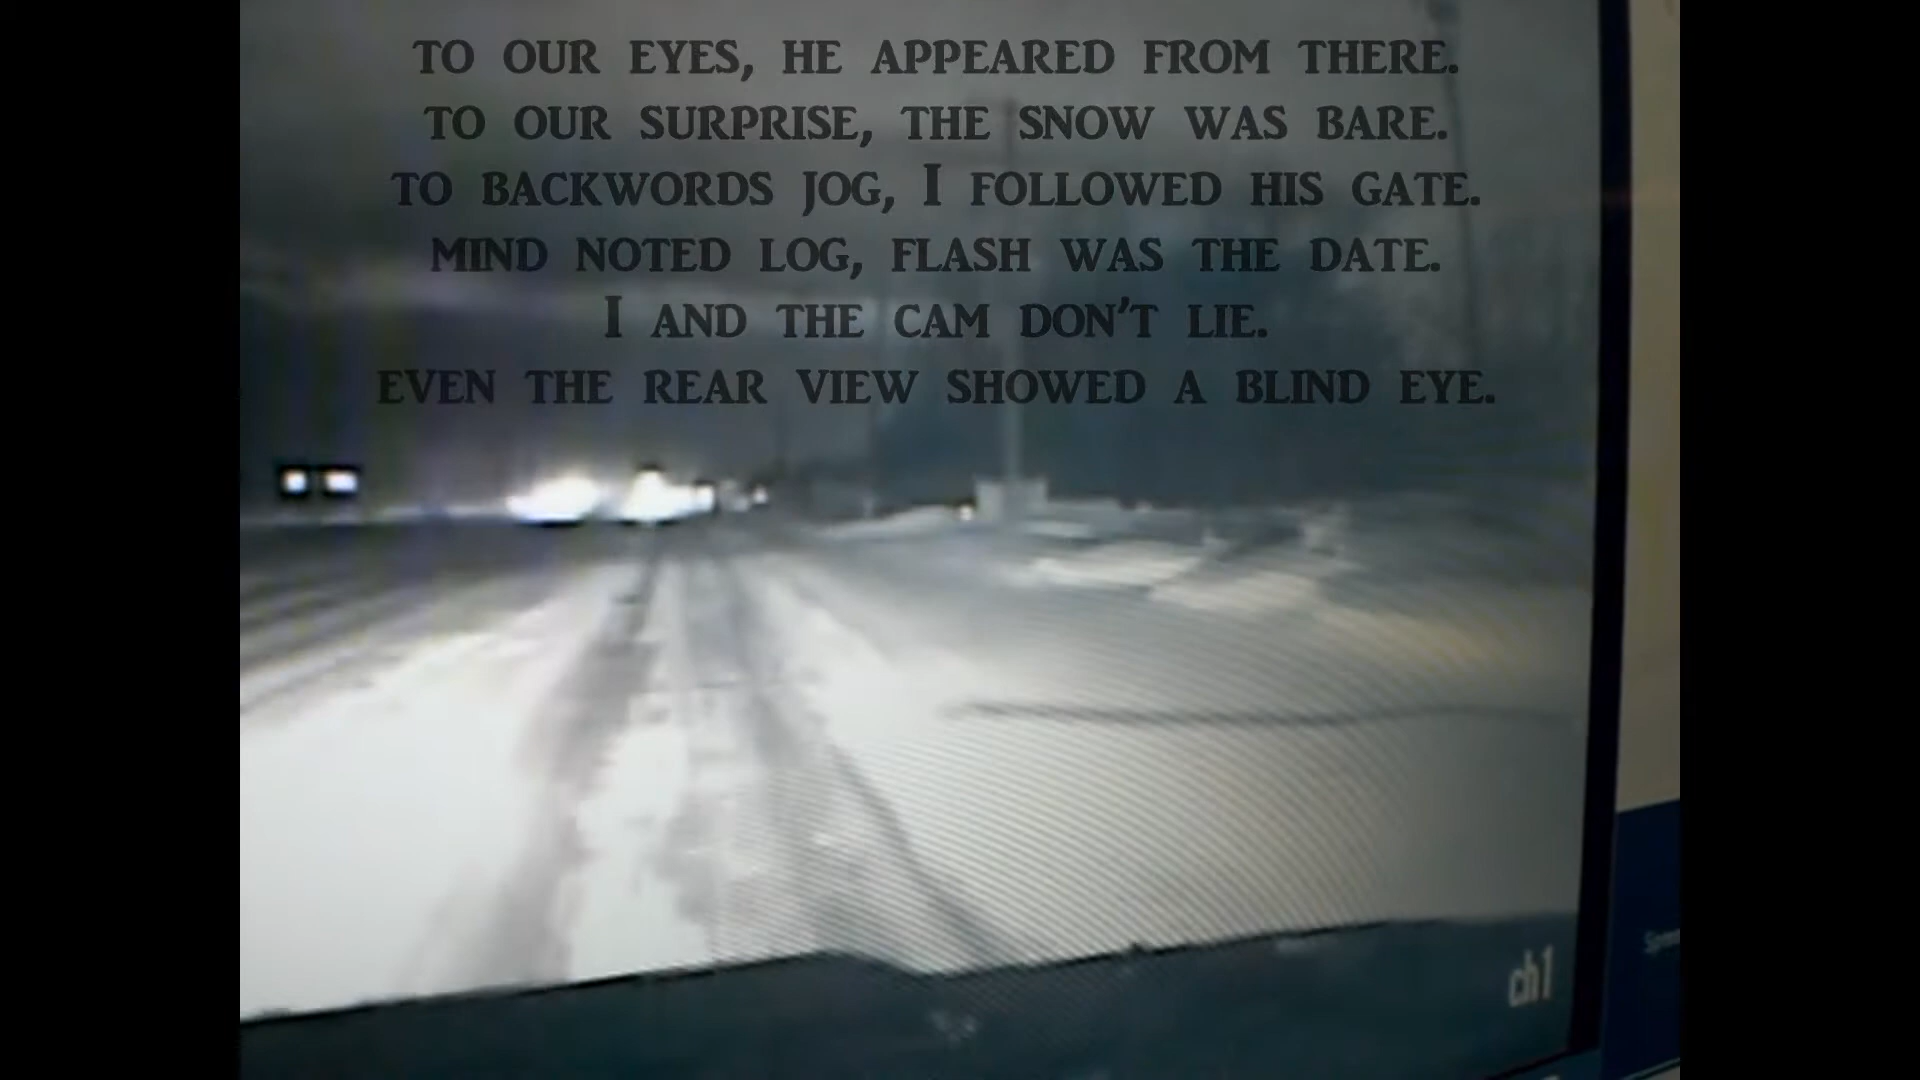 TO OUR EYES, HE APPEARED FROM THERE.
TO OUR SURPRISE, THE SNOW WAS BARE.
TO BACKWORDS JOG, I FOLLOWED HIS GATE.
MIND NOTED LOG, FLASH WAS THE DATE.
I AND THE CAM DON'T LIE.
EVEN THE REAR VIEW SHOWED A BLIND EYE.
ch1